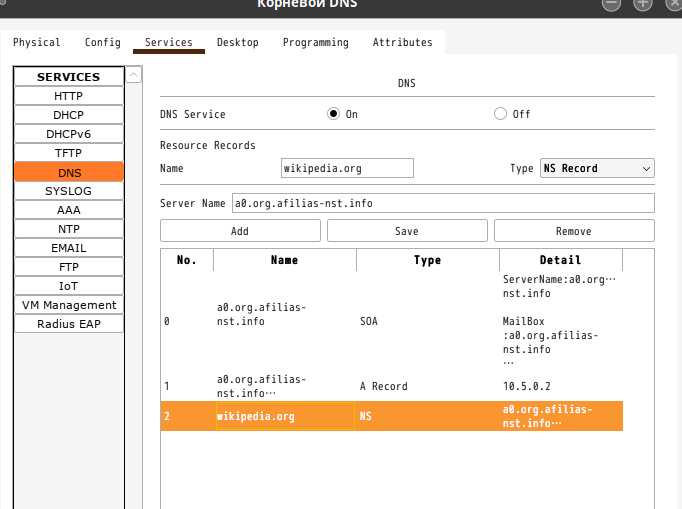 Корневой DNS
Physical Config Services Desktop Programming Attributes
SERVICES
HTTP
DHCP
DHCPv6
TFTP
DNS
SYSLOG
AAA
NTP
EMAIL
FTP
IoT
VM Management
Radius EAP
DNS
DNS Service On Off
Resource Records
Name wikipedia.org Type NS Record
Server Name a0.org.afilias-nst.info
Add Save Remove
No. Name Type Detail
ServerName:a0.org…
nst.info
a0.org.afilias-
0 nst.info SOA MailBox
:a0.org.afilias-
nst.info
…
a0.org.afilias-
1 nst.info… A Record 10.5.0.2
2 wikipedia.org NS a0.org.afilias-
nst.info…